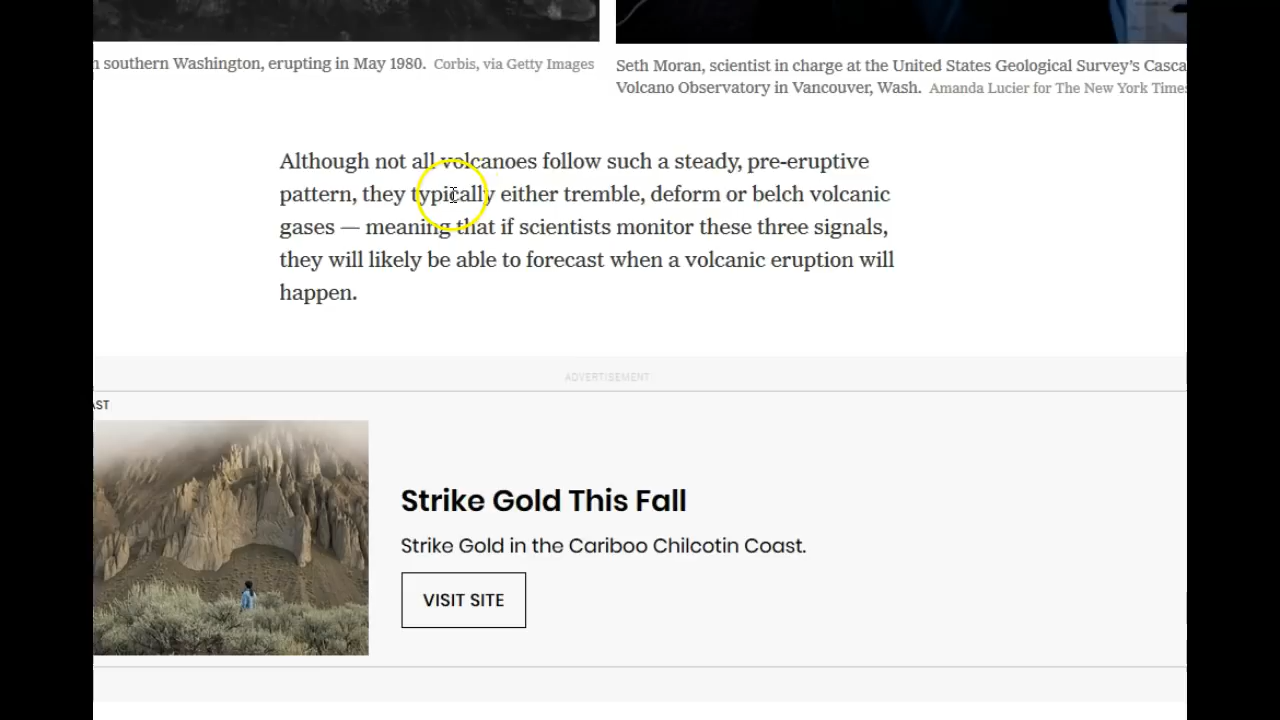 southern Washington, erupting in May 1980. Corbis, via Getty Images
Seth Moran, scientist in charge at the United States Geological Survey's Casca
Volcano Observatory in Vancouver, Wash. Amanda Lucier for The New York Times
Although not all volcanoes follow such a steady, pre-eruptive
pattern, they typically either tremble, deform or belch volcanic
gases — meaning that if scientists monitor these three signals,
they will likely be able to forecast when a volcanic eruption will
happen.
ADVERTISEMENT
AST
Strike Gold This Fall
Strike Gold in the Cariboo Chilcotin Coast.
VISIT SITE